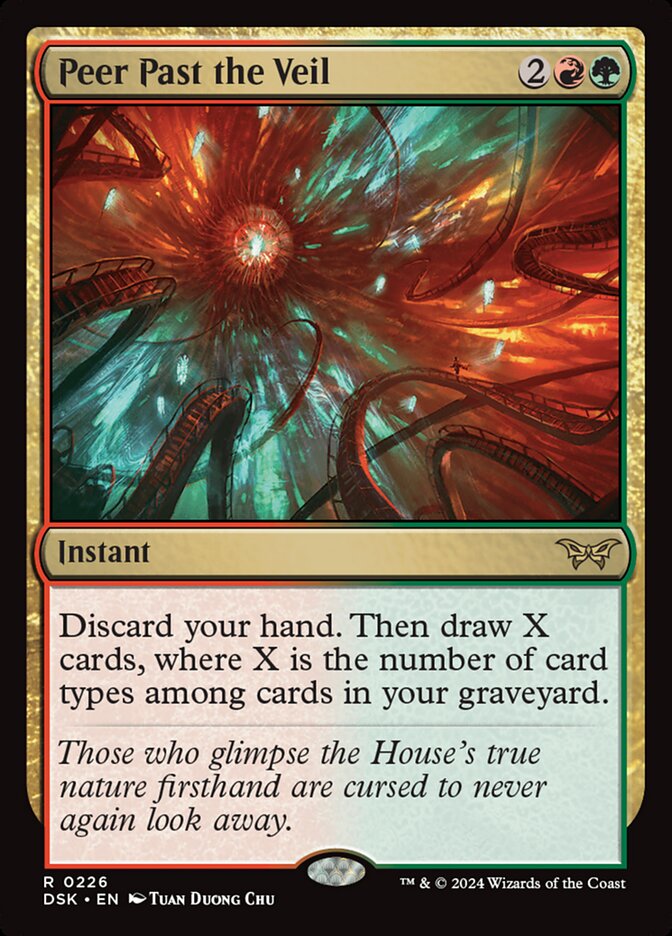 Peer Past the Veil 2
Instant
Discard your hand. Then draw X
cards, where X is the number of card
types among cards in your graveyard.
Those who glimpse the House's true
nature firsthand are cursed to never
again look away.
R 0226
DSK • EN Tuan Duong Chu
™ & © 2024 Wizards of the Coast